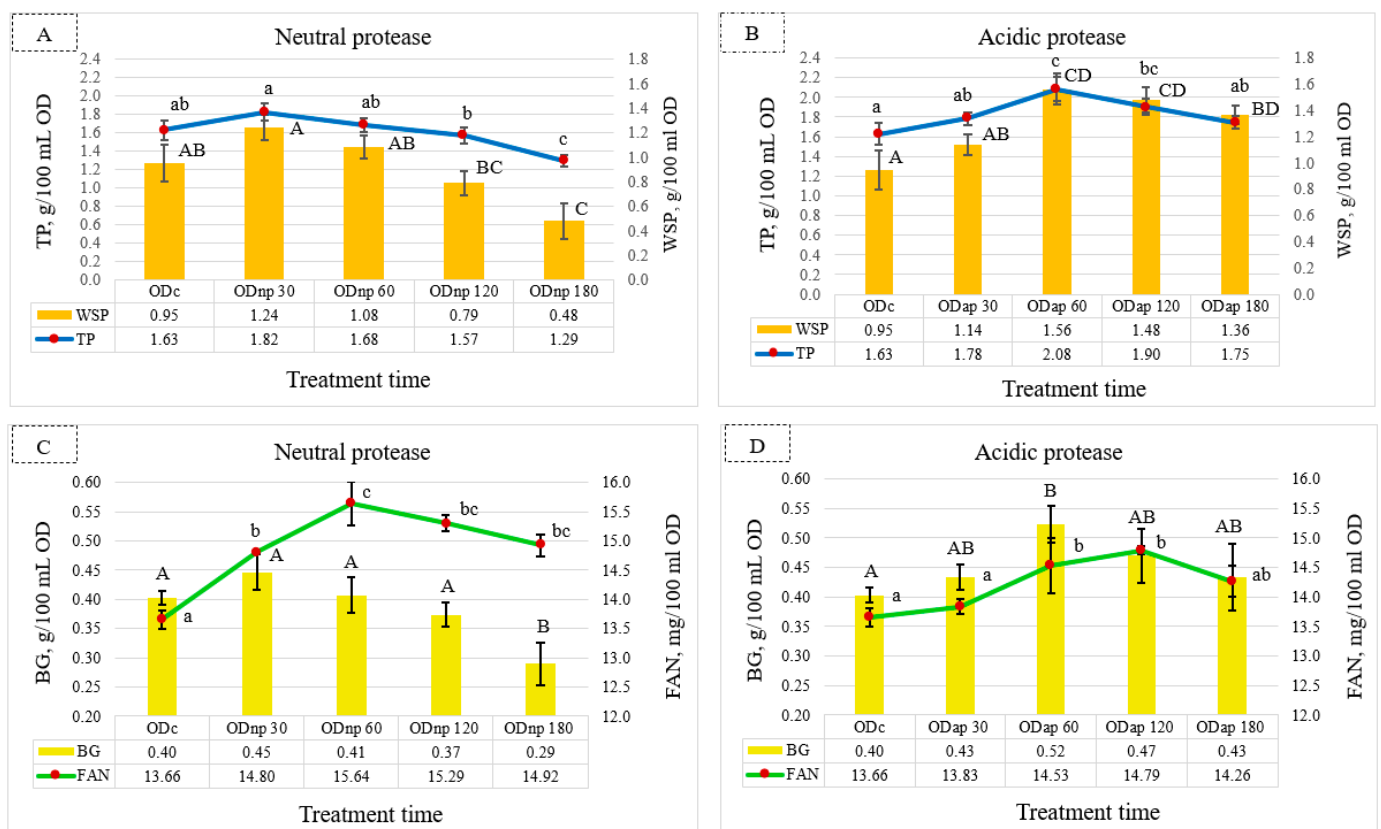 A
Neutral protease
TP, g/100 mL OD
WSP, g/100 ml OD
2.4
2.2
2.0
1.8
1.6
1.4
1.2
1.0
0.8
0.6
0.4
0.2
0.0
1.8
1.6
1.4
1.2
1.0
0.8
0.6
0.4
0.2
0.0
ab a ab b c
AB A AB BC C
ODc ODnp 30 ODnp 60 ODnp 120 ODnp 180
WSP 0.95 1.24 1.08 0.79 0.48
TP 1.63 1.82 1.68 1.57 1.29
Treatment time
B
Acidic protease
TP, g/100 mL OD
WSP, g/100 ml OD
2.4
2.2
2.0
1.8
1.6
1.4
1.2
1.0
0.8
0.6
0.4
0.2
0.0
1.8
1.6
1.4
1.2
1.0
0.8
0.6
0.4
0.2
0.0
a ab c bc ab
A AB CD CD BD
ODc ODap 30 ODap 60 ODap 120 ODap 180
WSP 0.95 1.14 1.56 1.48 1.36
TP 1.63 1.78 2.08 1.90 1.75
Treatment time
C
Neutral protease
BG, g/100 mL OD
FAN, mg/100 ml OD
0.60
0.55
0.50
0.45
0.40
0.35
0.30
0.25
0.20
16.0
15.5
15.0
14.5
14.0
13.5
13.0
12.5
12.0
a b c bc bc
A A A A B
ODc ODnp 30 ODnp 60 ODnp 120 ODnp 180
BG 0.40 0.45 0.41 0.37 0.29
FAN 13.66 14.80 15.64 15.29 14.92
Treatment time
D
Acidic protease
BG, g/100 mL OD
FAN, mg/100 ml OD
0.60
0.55
0.50
0.45
0.40
0.35
0.30
0.25
0.20
16.0
15.5
15.0
14.5
14.0
13.5
13.0
12.5
12.0
A AB B AB AB
a a b b ab
ODc ODap 30 ODap 60 ODap 120 ODap 180
BG 0.40 0.43 0.52 0.47 0.43
FAN 13.66 13.83 14.53 14.79 14.26
Treatment time